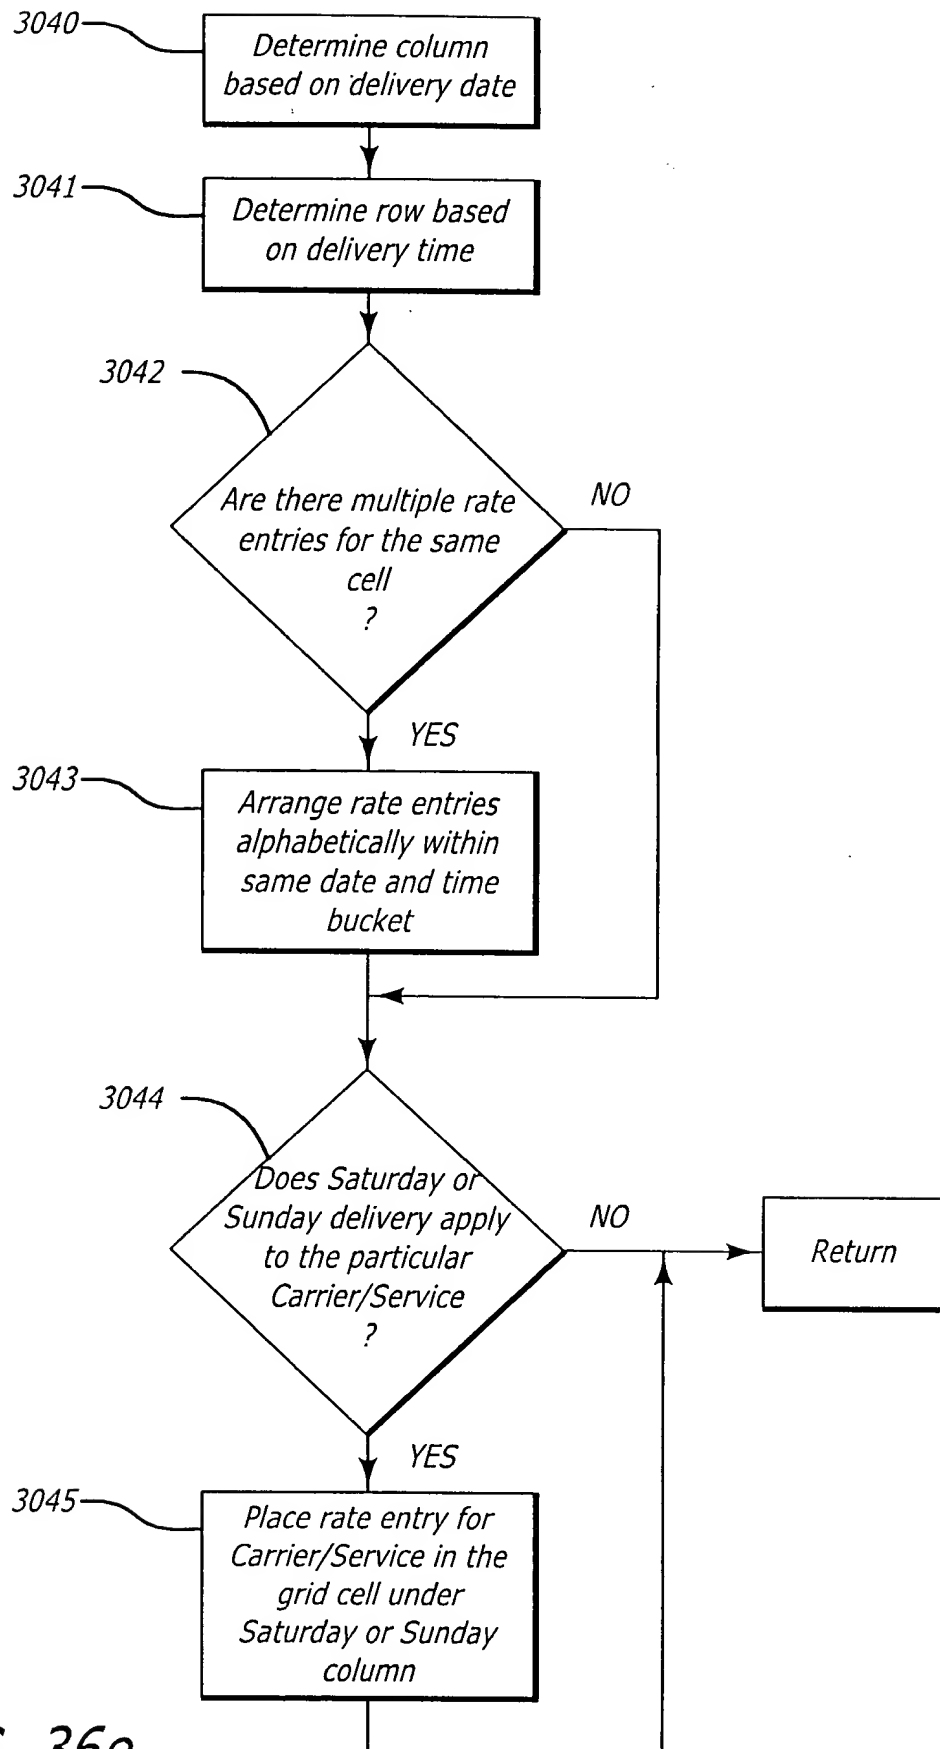 3040
Determine column
based on delivery date
3041
Determine row based
on delivery time
3042
Are there multiple rate
entries for the same
cell
?
NO
YES
3043
Arrange rate entries
alphabetically within
same date and time
bucket
3044
Does Saturday or
Sunday delivery apply
to the particular
Carrier/Service
?
NO
Return
YES
3045
Place rate entry for
Carrier/Service in the
grid cell under
Saturday or Sunday
column